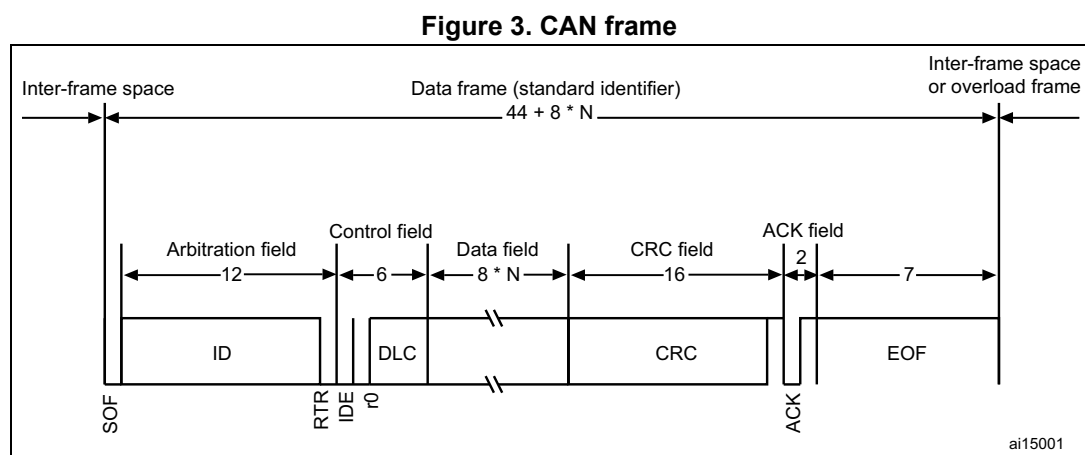 Figure 3. CAN frame
Inter-frame space
Data frame (standard identifier)
44 + 8 * N
Inter-frame space
or overload frame
Arbitration field
12
Control field
6
Data field
8 * N
CRC field
16
ACK field
2
7
SOF
ID
RTR
IDE
r0
DLC
CRC
ACK
EOF
ai15001